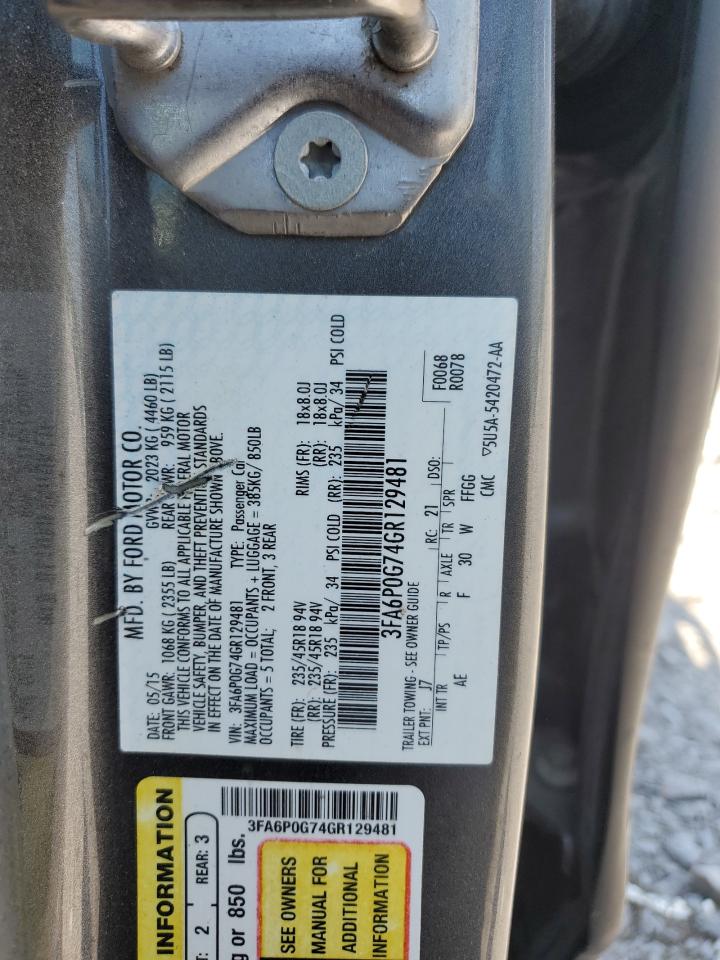 MFD. BY FORD MOTOR CO.
DATE: 05/15 GVWR: 2023 KG ( 4460 LB)
FRONT GAWR: 1068 KG ( 2355 LB) REAR GAWR: 959 KG ( 2115 LB)
THIS VEHICLE CONFORMS TO ALL APPLICABLE FEDERAL MOTOR
VEHICLE SAFETY, BUMPER, AND THEFT PREVENTION STANDARDS
IN EFFECT ON THE DATE OF MANUFACTURE SHOWN ABOVE.
VIN: 3FA6P0G74GR129481 TYPE: Passenger Car
MAXIMUM LOAD = OCCUPANTS + LUGGAGE = 385KG/ 850LB
OCCUPANTS = 5 TOTAL: 2 FRONT, 3 REAR
TIRE (FR): 235/45R18 94V RIMS (FR): 18x8.0J
(RR): 235/45R18 94V (RR): 18x8.0J
PRESSURE (FR): 235 kPa/ 34 PSI COLD (RR): 235 kPa/ 34 PSI COLD
3FA6P0G74GR129481
TRAILER TOWING - SEE OWNER GUIDE F0068
EXT PNT: J7 RC: 21 DSO: R0078
INT TR TP/PS R AXLE TR SPR
AE F 30 W FFGG
CMC ▽5U5A-5420472-AA
INFORMATION
T: 2 REAR: 3
g or 850 lbs.
3FA6P0G74GR129481
SEE OWNERS
MANUAL FOR
ADDITIONAL
INFORMATION